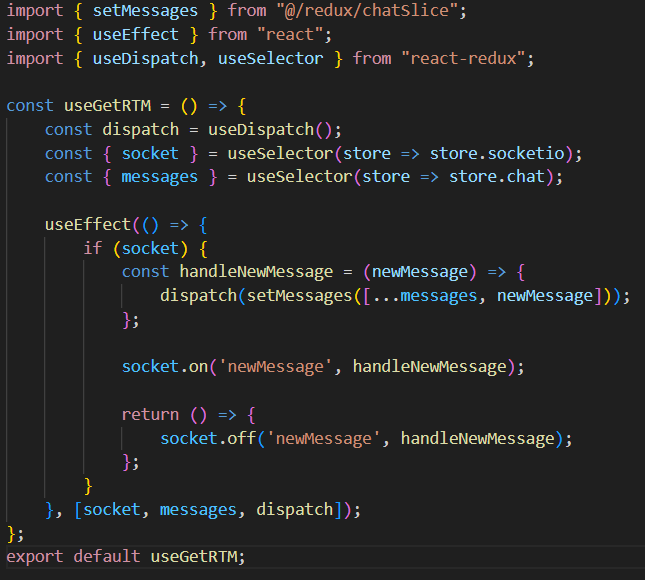 import { setMessages } from "@/redux/chatSlice";
import { useEffect } from "react";
import { useDispatch, useSelector } from "react-redux";

const useGetRTM = () => {
    const dispatch = useDispatch();
    const { socket } = useSelector(store => store.socketio);
    const { messages } = useSelector(store => store.chat);

    useEffect(() => {
        if (socket) {
            const handleNewMessage = (newMessage) => {
                dispatch(setMessages([...messages, newMessage]));
            };

            socket.on('newMessage', handleNewMessage);

            return () => {
                socket.off('newMessage', handleNewMessage);
            };
        }
    }, [socket, messages, dispatch]);
};
export default useGetRTM;